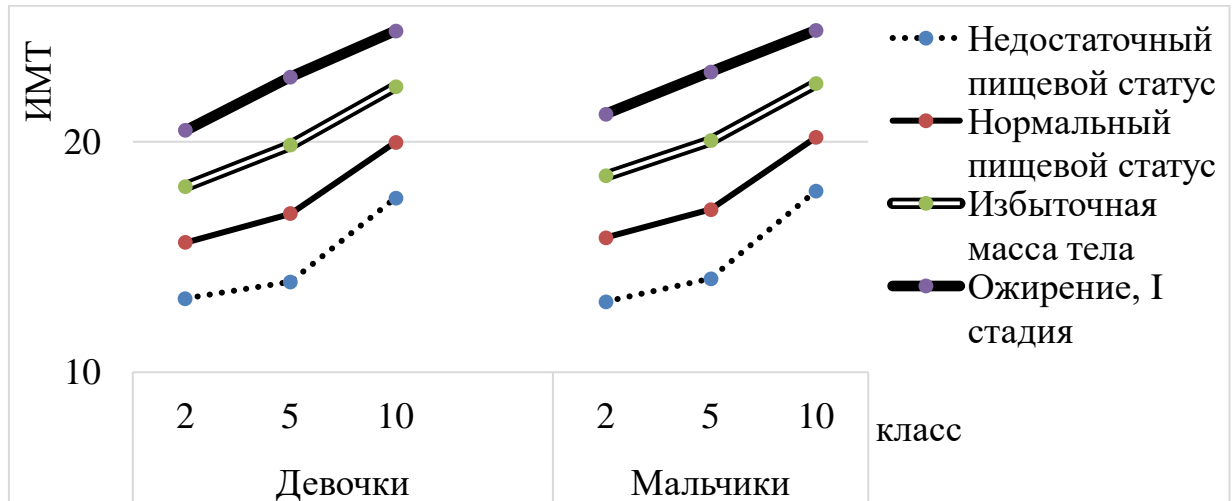 ИМТ
20
10
2 5 10 2 5 10
класс
Девочки Мальчики
Недостаточный
пищевой статус
Нормальный
пищевой статус
Избыточная
масса тела
Ожирение, I
стадия